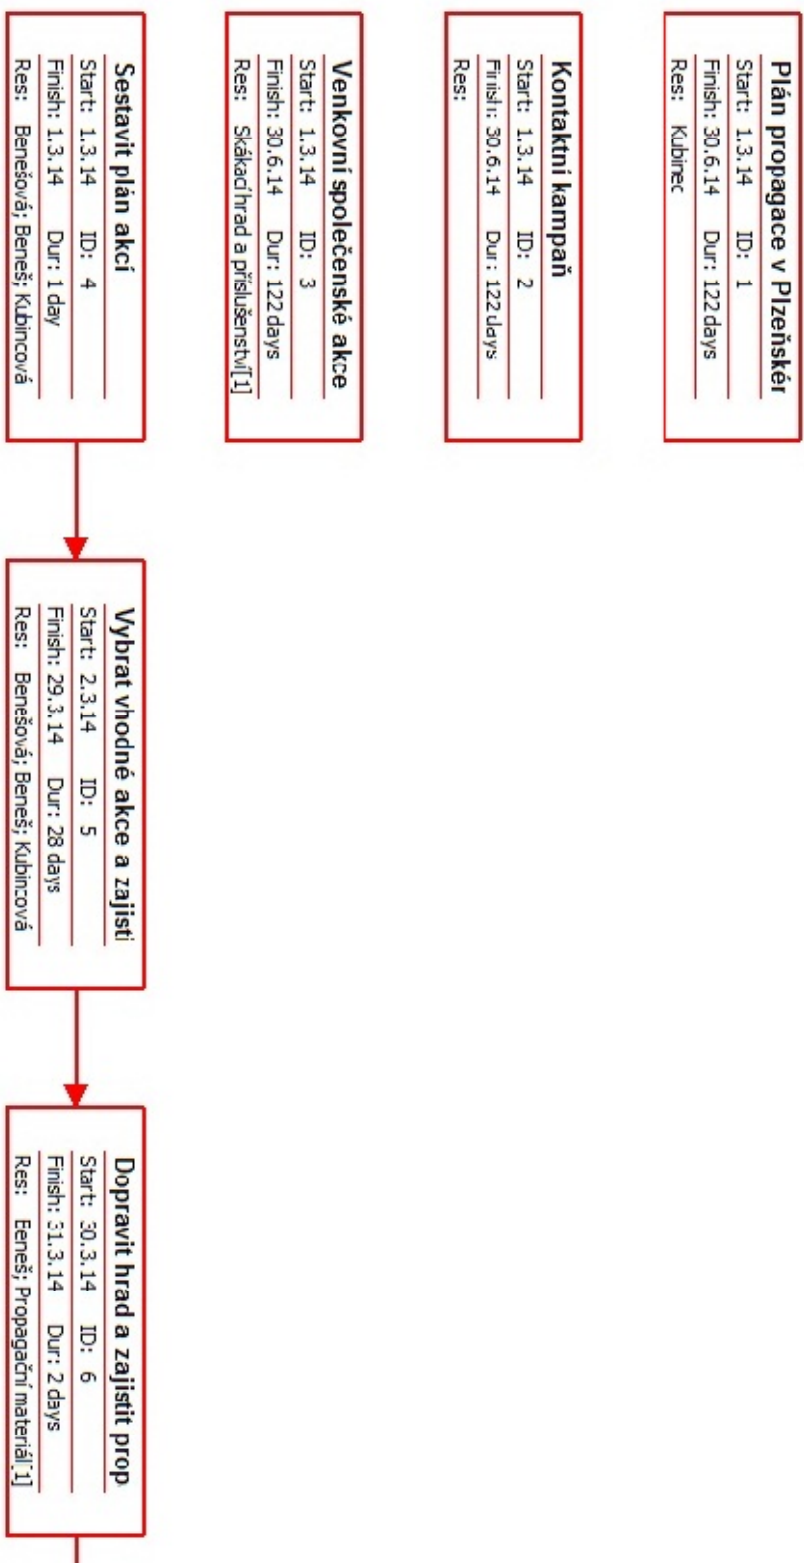 Plán propagace v Plzeňskér
Start: 1.3.14 ID: 1
Finish: 30.6.14 Dur: 122 days
Res: Kubinec
Kontaktní kampaň
Start: 1.3.14 ID: 2
Finish: 30.6.14 Dur: 122 days
Res:
Venkovní společenské akce
Start: 1.3.14 ID: 3
Finish: 30.6.14 Dur: 122 days
Res: Skákací hrad a příslušenství[1]
Sestavit plán akcí
Start: 1.3.14 ID: 4
Finish: 1.3.14 Dur: 1 day
Res: Benešová; Beneš; Kubincová
Vybrat vhodné akce a zajisti
Start: 2.3.14 ID: 5
Finish: 29.3.14 Dur: 28 days
Res: Benešová; Beneš; Kubincová
Dopravit hrad a zajistit prop
Start: 30.3.14 ID: 6
Finish: 31.3.14 Dur: 2 days
Res: Beneš; Propagační materiál[1]